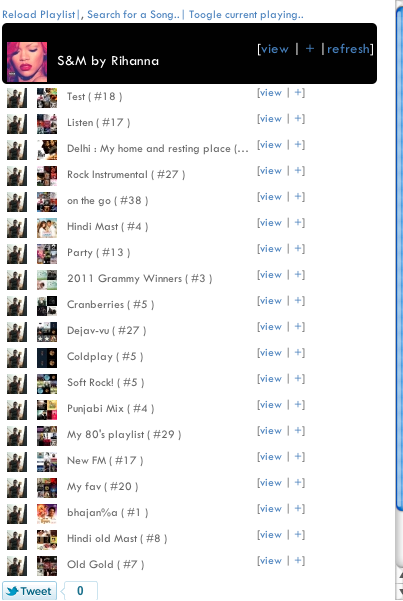 Reload Playlist|, Search for a Song..| Toogle current playing..
S&M by Rihanna [view | + |refresh]
Test ( #18 ) [view | +]
Listen ( #17 ) [view | +]
Delhi : My home and resting place (... [view | +]
Rock Instrumental ( #27 ) [view | +]
on the go ( #38 ) [view | +]
Hindi Mast ( #4 ) [view | +]
Party ( #13 ) [view | +]
2011 Grammy Winners ( #3 ) [view | +]
Cranberries ( #5 ) [view | +]
Dejav-vu ( #27 ) [view | +]
Coldplay ( #5 ) [view | +]
Soft Rock! ( #5 ) [view | +]
Punjabi Mix ( #4 ) [view | +]
My 80's playlist ( #29 ) [view | +]
New FM ( #17 ) [view | +]
My fav ( #20 ) [view | +]
bhajan%a ( #1 ) [view | +]
Hindi old Mast ( #8 ) [view | +]
Old Gold ( #7 ) [view | +]
Tweet 0